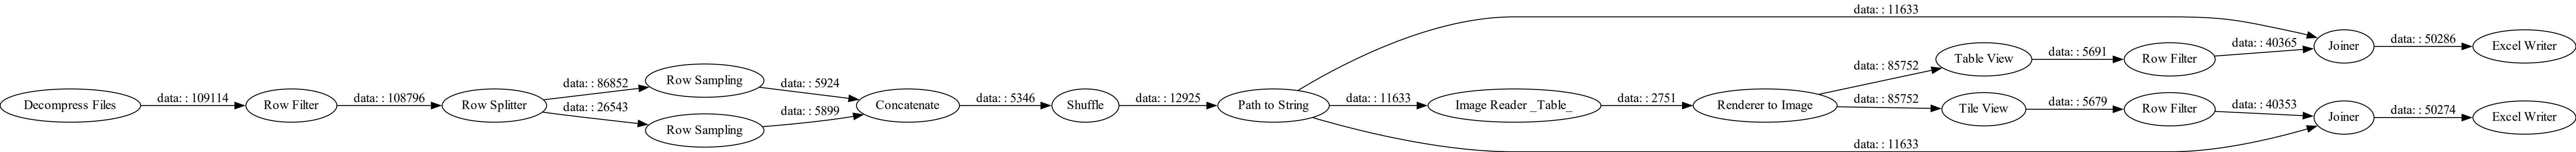 Decompress Files
data: : 109114
Row Filter
data: : 108796
Row Splitter
data: : 86852
data: : 26543
Row Sampling
Row Sampling
data: : 5924
data: : 5899
Concatenate
data: : 5346
Shuffle
data: : 12925
Path to String
data: : 11633
data: : 11633
data: : 11633
Image Reader _Table_
data: : 2751
Renderer to Image
data: : 85752
data: : 85752
Table View
Tile View
data: : 5691
data: : 5679
Row Filter
Row Filter
data: : 40365
data: : 40353
Joiner
Joiner
data: : 50286
data: : 50274
Excel Writer
Excel Writer